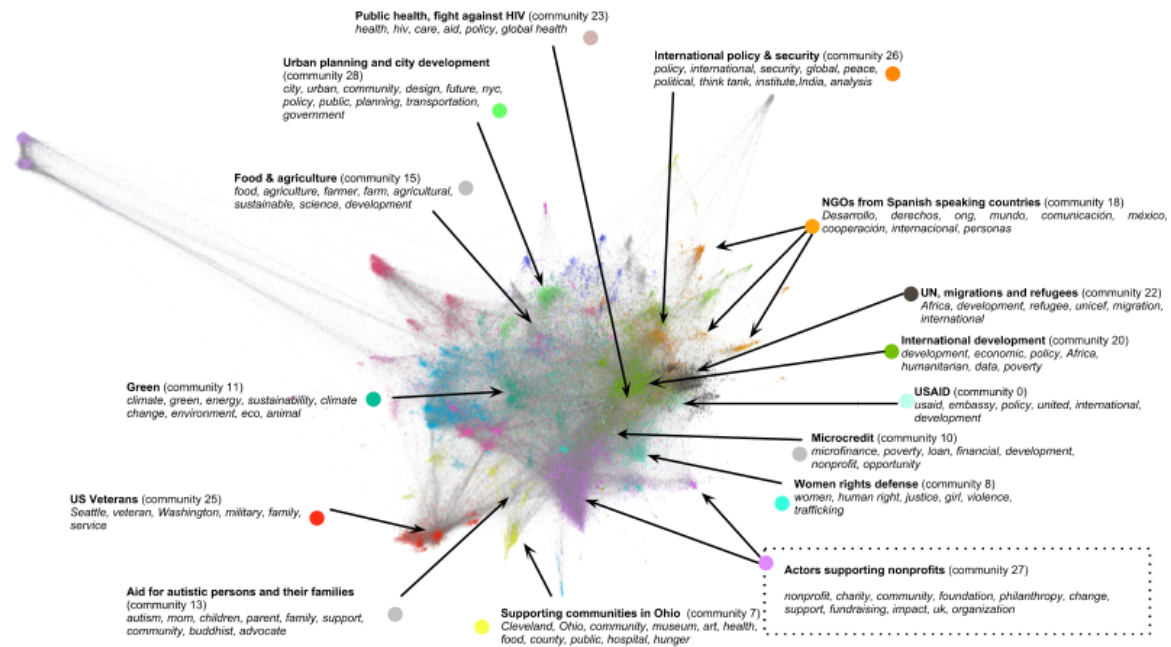 Public health, fight against HIV (community 23)
health, hiv, care, aid, policy, global health
Urban planning and city development
(community 28)
city, urban, community, design, future, nyc,
policy, public, planning, transportation,
government
International policy & security (community 26)
policy, international, security, global, peace,
political, think tank, institute,India, analysis
Food & agriculture (community 15)
food, agriculture, farmer, farm, agricultural,
sustainable, science, development
NGOs from Spanish speaking countries (community 18)
Desarrollo, derechos, ong, mundo, comunicación, méxico,
cooperación, internacional, personas
UN, migrations and refugees (community 22)
Africa, development, refugee, unicef, migration,
international
International development (community 20)
development, economic, policy, Africa,
humanitarian, data, poverty
Green (community 11)
climate, green, energy, sustainability, climate
change, environment, eco, animal
USAID (community 0)
usaid, embassy, policy, united, international,
development
Microcredit (community 10)
microfinance, poverty, loan, financial, development,
nonprofit, opportunity
Women rights defense (community 8)
women, human right, justice, girl, violence,
trafficking
US Veterans (community 25)
Seattle, veteran, Washington, military, family,
service
Actors supporting nonprofits (community 27)
nonprofit, charity, community, foundation, philanthropy, change,
support, fundraising, impact, uk, organization
Aid for autistic persons and their families
(community 13)
autism, mom, children, parent, family, support,
community, buddhist, advocate
Supporting communities in Ohio (community 7)
Cleveland, Ohio, community, museum, art, health,
food, county, public, hospital, hunger